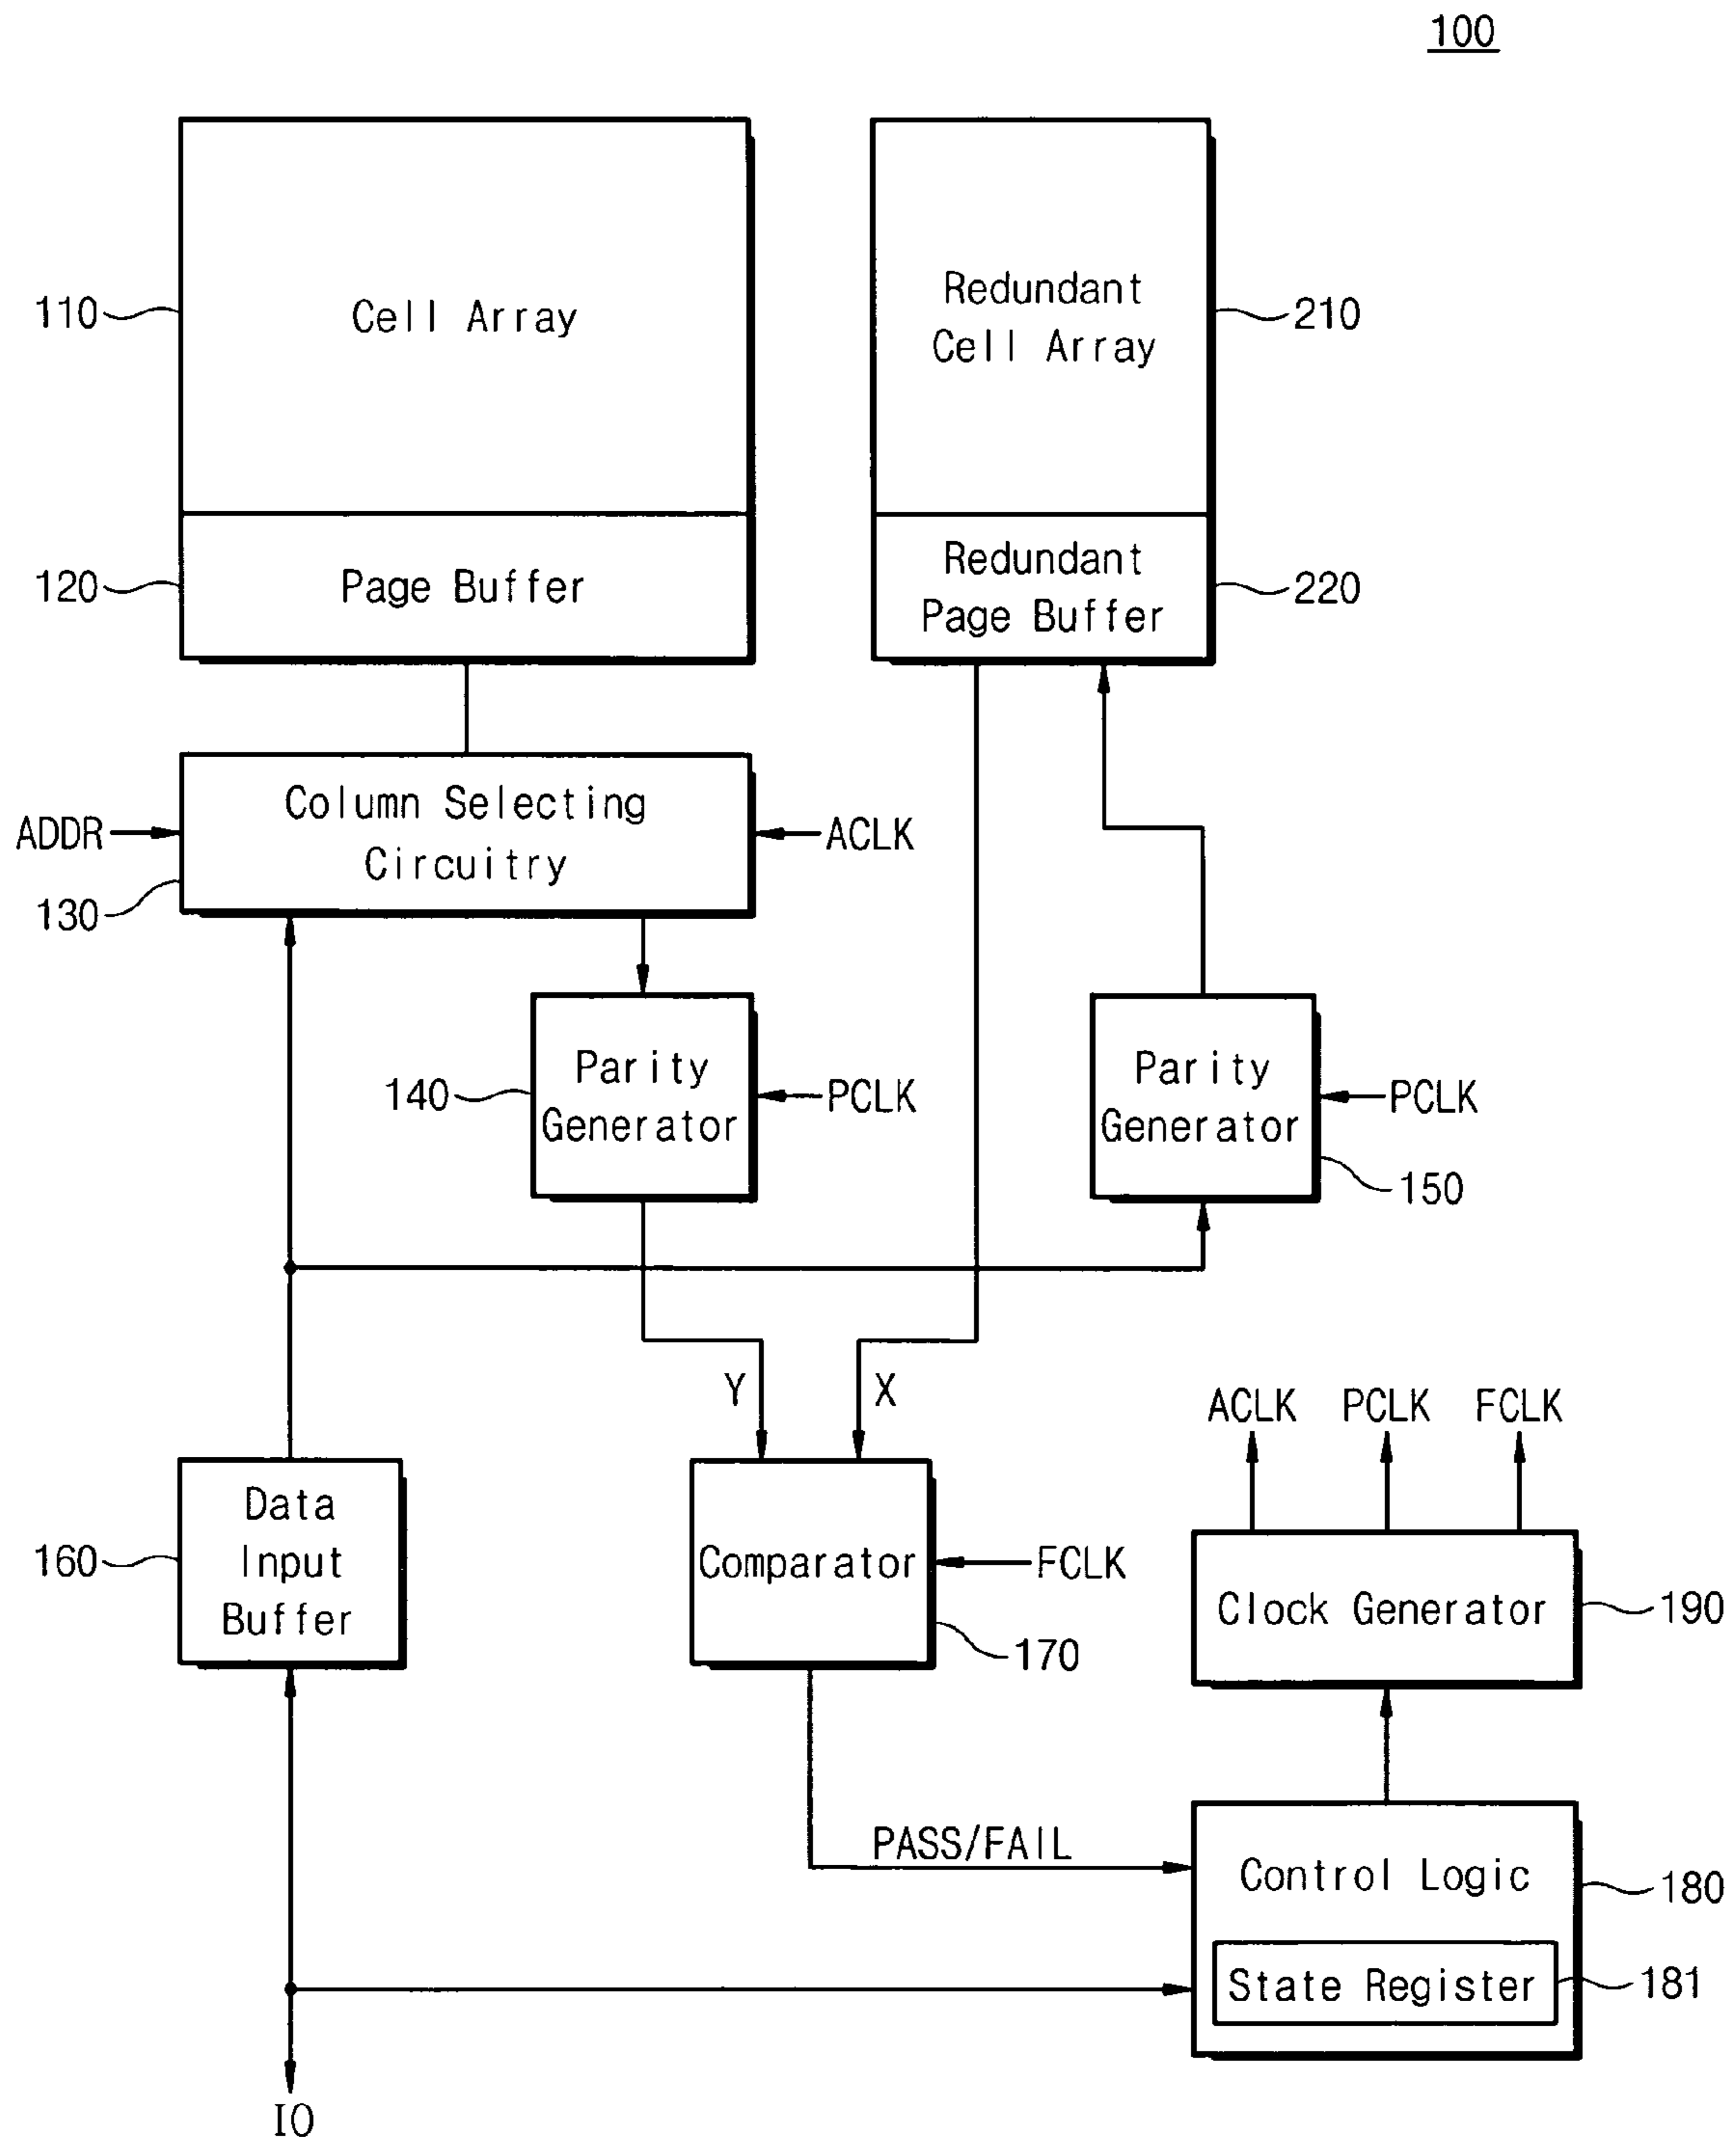 100
110
Cell Array
Redundant
Cell Array
210
120
Page Buffer
Redundant
Page Buffer
220
ADDR
Column Selecting
Circuitry
ACLK
130
140
Parity
Generator
PCLK
Parity
Generator
PCLK
150
Y
X
ACLK
PCLK
FCLK
160
Data
Input
Buffer
Comparator
FCLK
170
Clock Generator
190
PASS/FAIL
Control Logic
180
State Register
181
IO